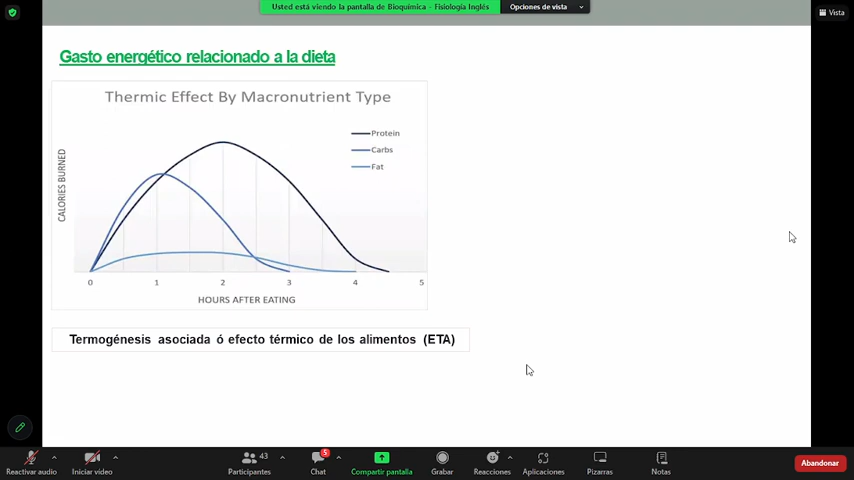 Usted está viendo la pantalla de Bioquímica - Fisiología Inglés
Opciones de vista
Vista
Gasto energético relacionado a la dieta
Thermic Effect By Macronutrient Type
Protein
Carbs
Fat
CALORIES BURNED
0 1 2 3 4 5
HOURS AFTER EATING
Termogénesis asociada ó efecto térmico de los alimentos (ETA)
43
5
Reactivar audio
Iniciar video
Participantes
Chat
Compartir pantalla
Grabar
Reacciones
Aplicaciones
Pizarras
Notas
Abandonar